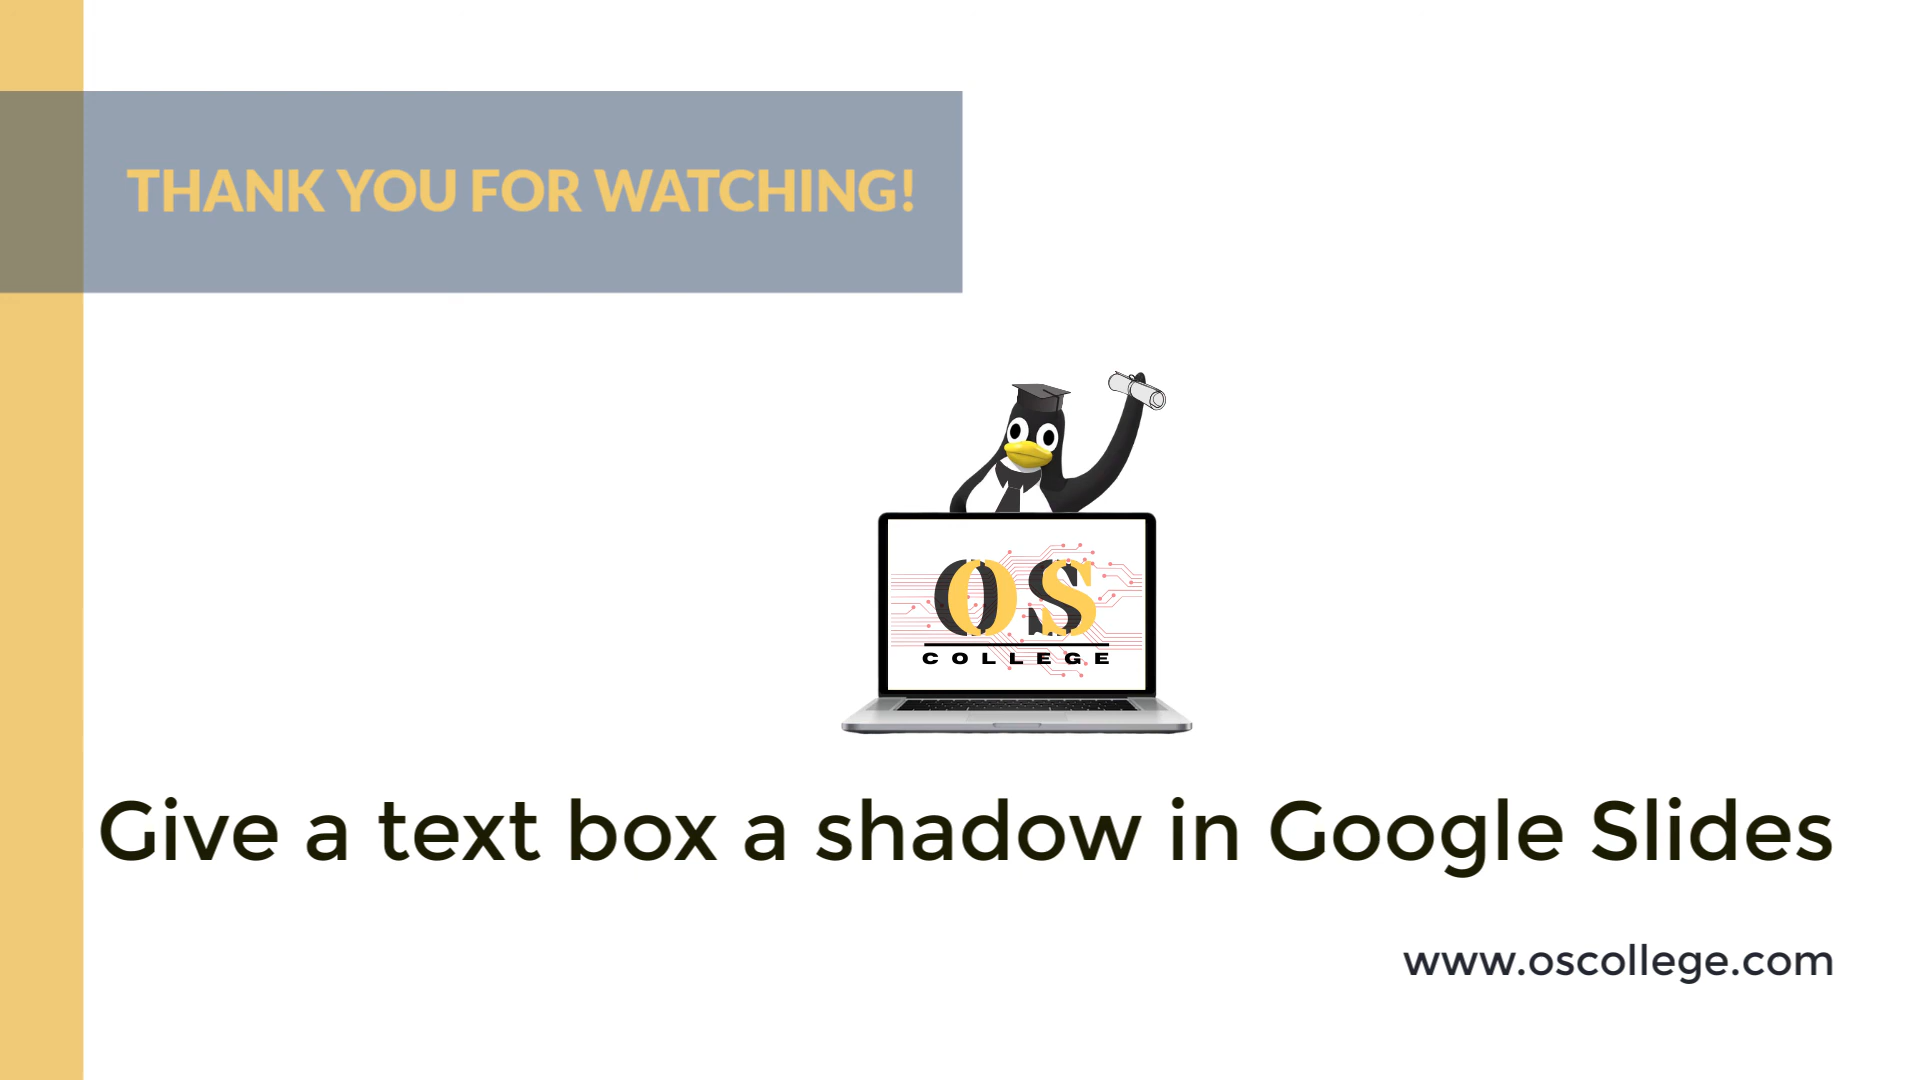 THANK YOU FOR WATCHING!
OS
COLLEGE
Give a text box a shadow in Google Slides
www.oscollege.com